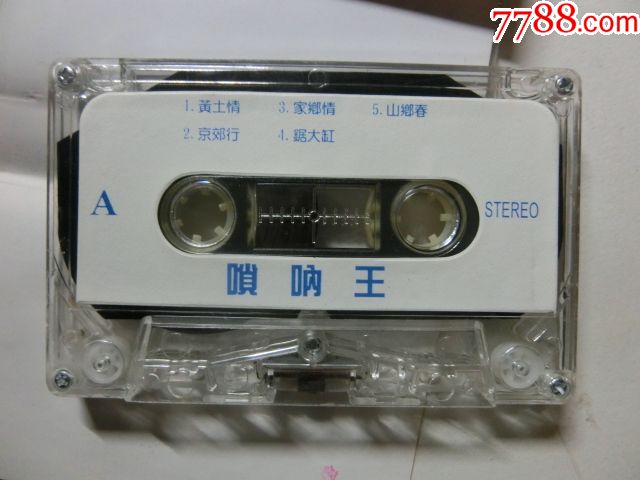 7788.com
1.黃土情 3.家鄉情 5.山鄉春
2.京郊行 4.鋸大缸
A
STEREO
嗩吶王